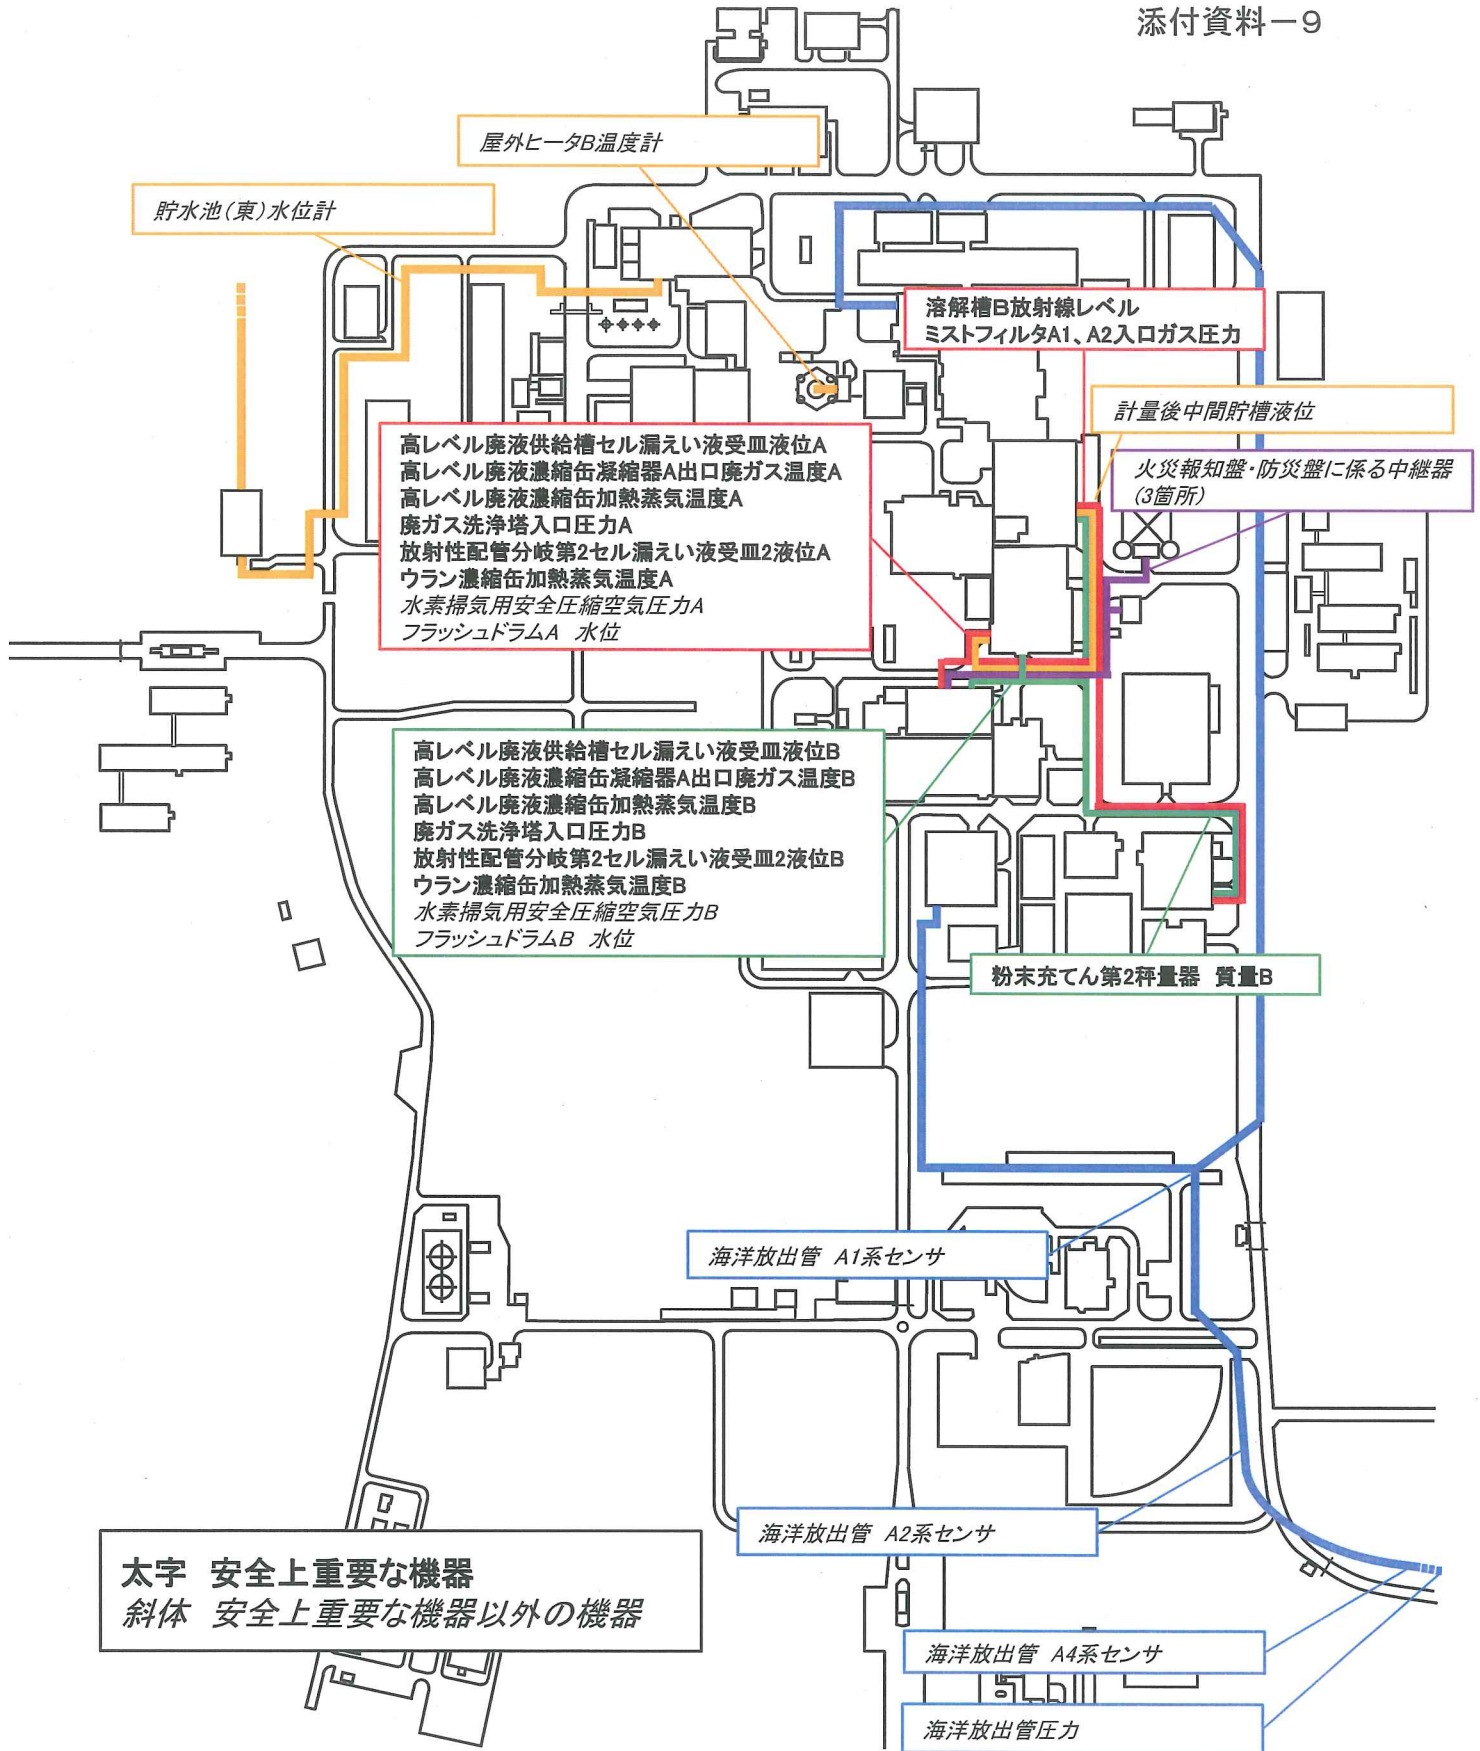 添付資料－9
屋外ヒータB温度計
貯水池(東)水位計
溶解槽B放射線レベル
ミストフィルタA1、A2入口ガス圧力
計量後中間貯槽液位
火災報知盤・防災盤に係る中継器
(3箇所)
高レベル廃液供給槽セル漏えい液受皿液位A
高レベル廃液濃縮缶凝縮器A出口廃ガス温度A
高レベル廃液濃縮缶加熱蒸気温度A
廃ガス洗浄塔入口圧力A
放射性配管分岐第2セル漏えい液受皿2液位A
ウラン濃縮缶加熱蒸気温度A
水素掃気用安全圧縮空気圧力A
フラッシュドラムA 水位
高レベル廃液供給槽セル漏えい液受皿液位B
高レベル廃液濃縮缶凝縮器A出口廃ガス温度B
高レベル廃液濃縮缶加熱蒸気温度B
廃ガス洗浄塔入口圧力B
放射性配管分岐第2セル漏えい液受皿2液位B
ウラン濃縮缶加熱蒸気温度B
水素掃気用安全圧縮空気圧力B
フラッシュドラムB 水位
粉末充てん第2秤量器 質量B
海洋放出管 A1系センサ
海洋放出管 A2系センサ
太字 安全上重要な機器
斜体 安全上重要な機器以外の機器
海洋放出管 A4系センサ
海洋放出管圧力